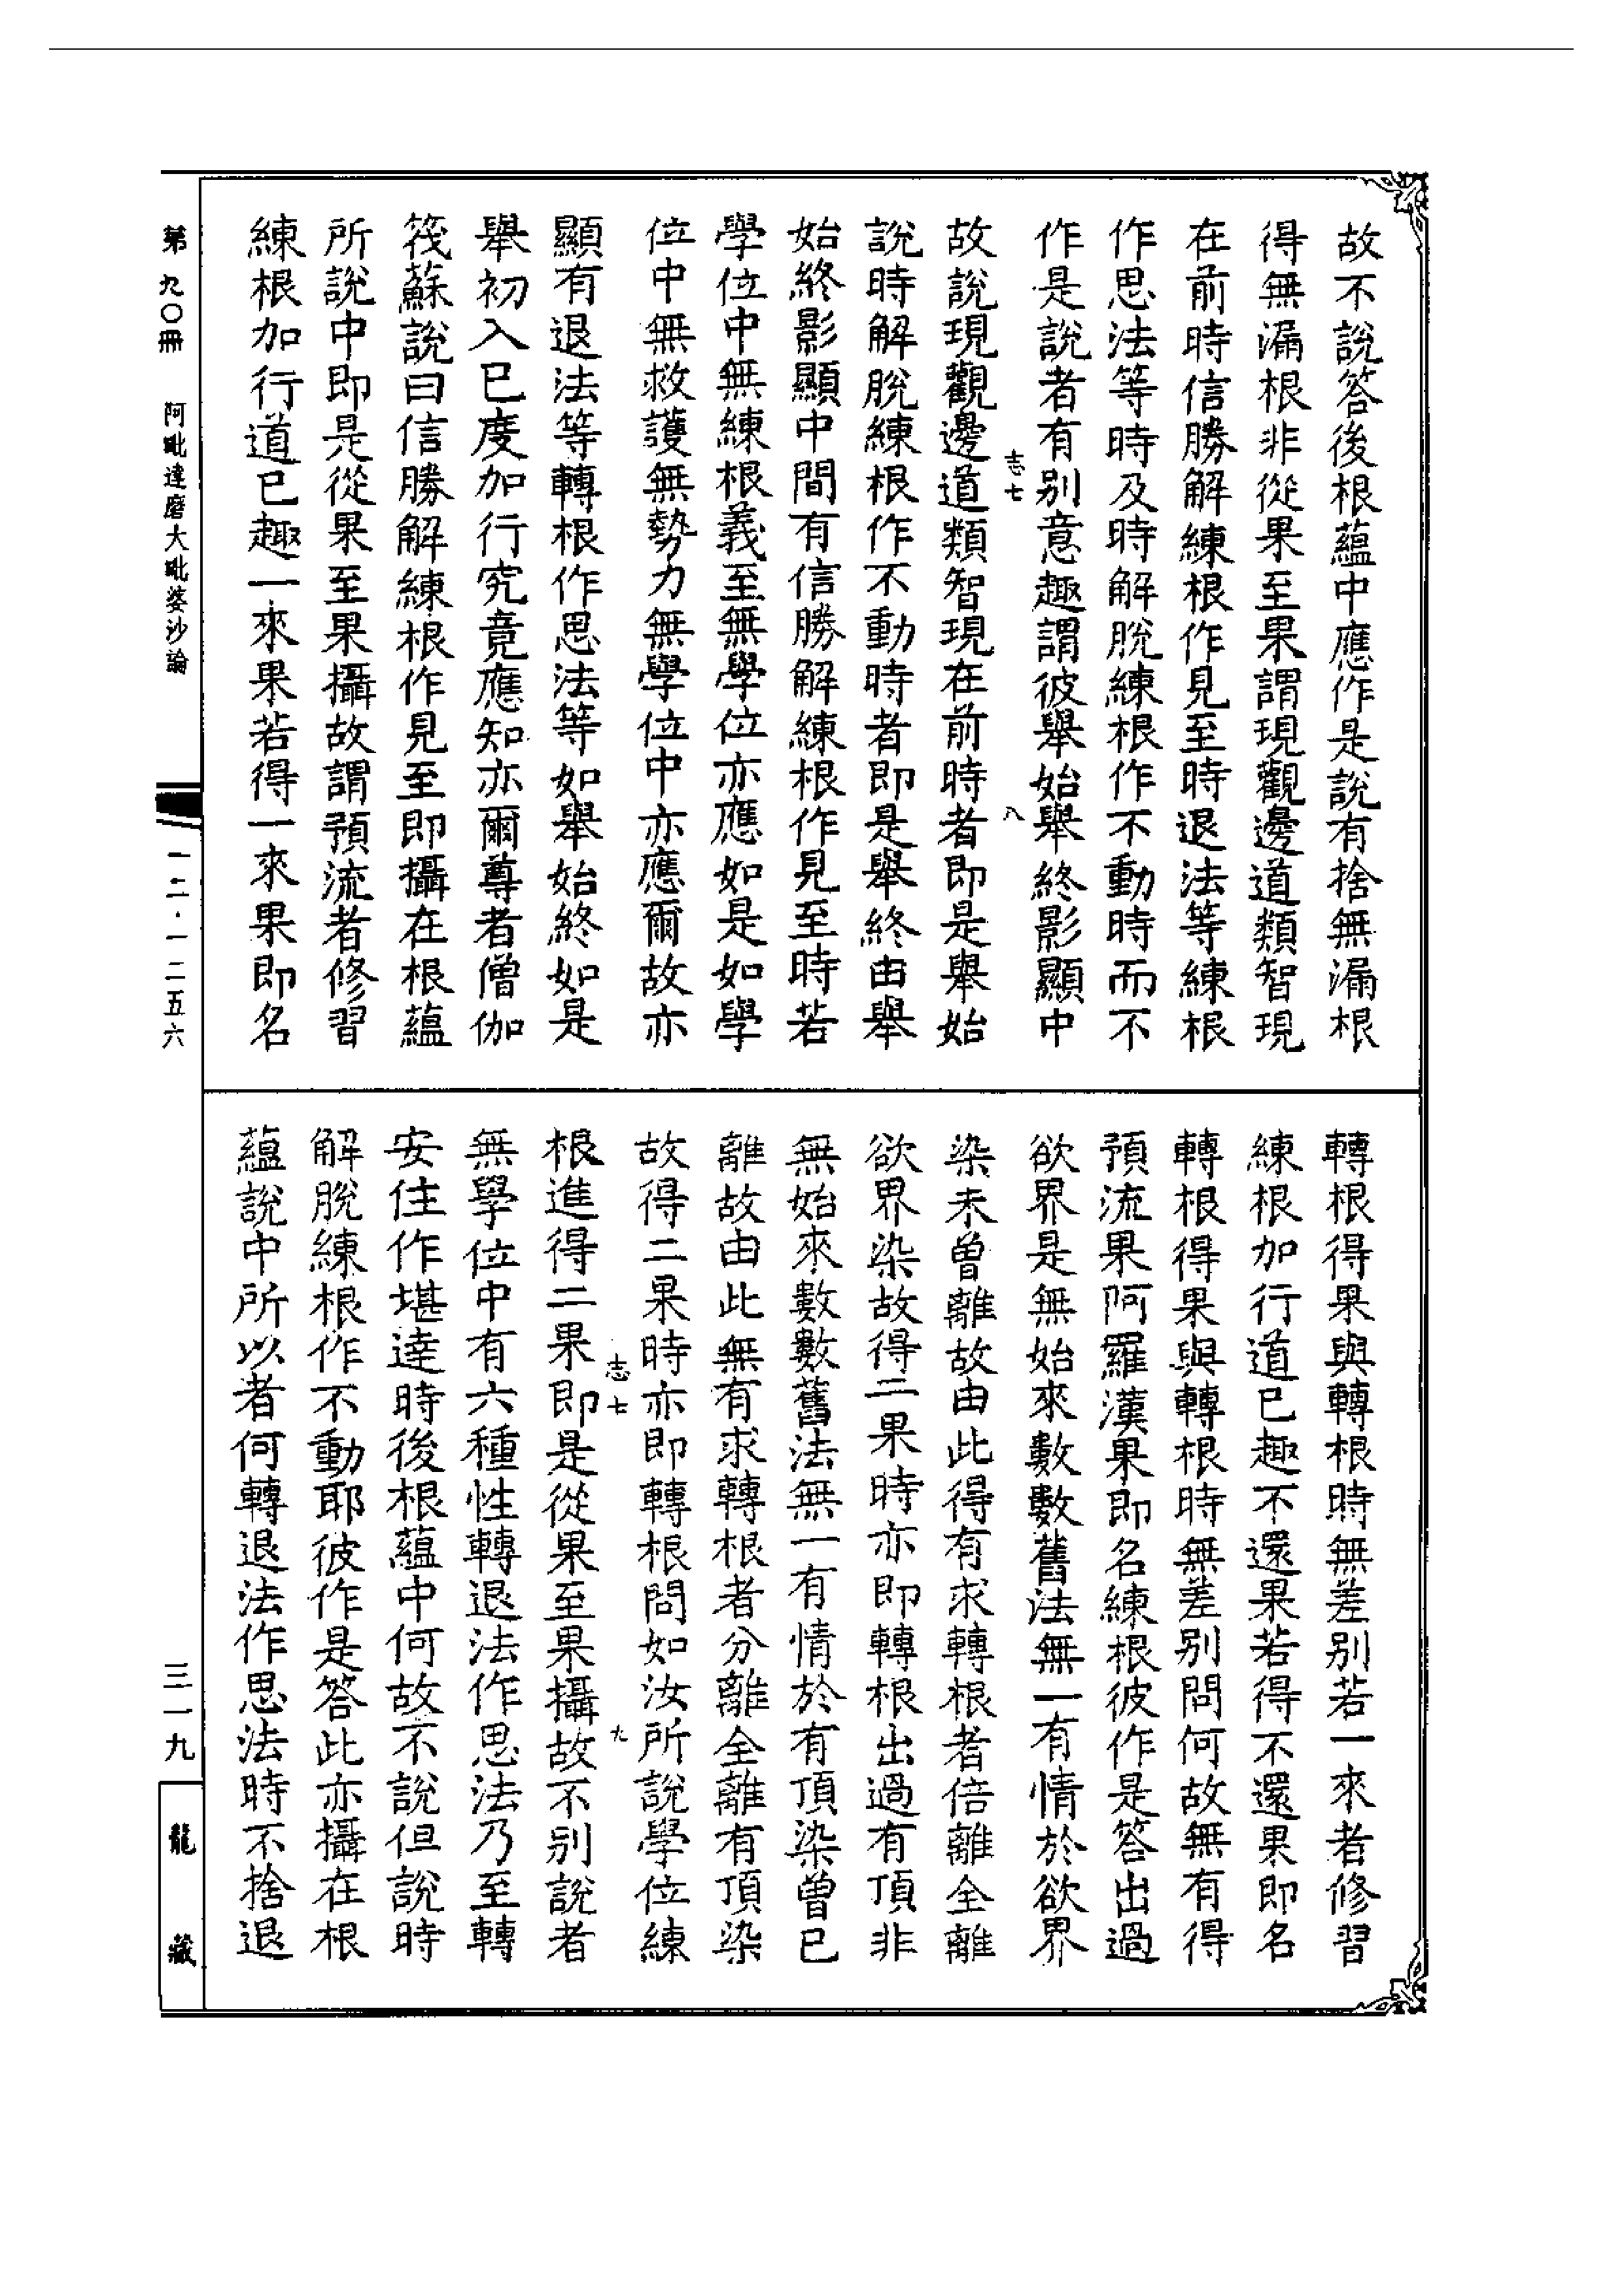 故不說答後根蘊中應作是說有捨無漏根
得無漏根非從果至果謂現觀邊道類智現
在前時信勝解練根作見至時退法等練根
作思法等時及時解脫練根作不動時而不
作是說者有別意趣謂彼舉始舉終影顯中
志七
八
故說現觀邊道類智現在前時者即是舉始
說時解脫練根作不動時者即是舉終由舉
始終影顯中間有信勝解練根作見至時若
學位中無練根義至無學位亦應如是如學
位中無救護無勢力無學位中亦應爾故亦
顯有退法等轉根作思法等如舉始終如是
舉初入已度加行究竟應知亦爾尊者僧伽
筏蘇說曰信勝解練根作見至即攝在根蘊
所說中即是從果至果攝故謂預流者修習
練根加行道已趣一來果若得一來果即名
轉根得果與轉根時無差別若一來者修習
練根加行道已趣不還果若得不還果即名
轉根得果與轉根時無差別問何故無有得
預流果阿羅漢果即名練根彼作是答出過
欲界是無始來數數舊法無一有情於欲界
染未曾離故由此得有求轉根者倍離全離
欲界染故得二果時亦即轉根出過有頂非
無始來數數舊法無一有情於有頂染曾已
離故由此無有求轉根者分離全離有頂染
故得二果時亦即轉根問如汝所說學位練
志七
九
根進得二果即是從果至果攝故不別說者
無學位中有六種性轉退法作思法乃至轉
安住作堪達時後根蘊中何故不說但說時
解脫練根作不動耶彼作是答此亦攝在根
蘊說中所以者何轉退法作思法時不捨退
第九〇冊
阿毗達磨大毗婆沙論
一二·一二五六
三一九
龍藏